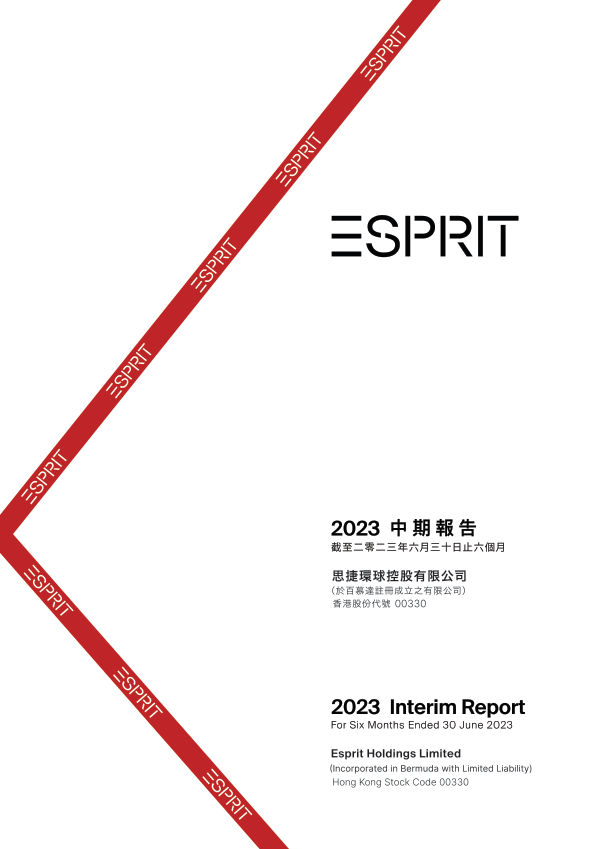 ESPRIT
ESPRIT
ESPRIT
ESPRIT
ESPRIT
ESPRIT
ESPRIT
ESPRIT
ESPRIT
2023 中期報告
截至二零二三年六月三十日止六個月
思捷環球控股有限公司
(於百慕達註冊成立之有限公司)
香港股份代號 00330
2023 Interim Report
For Six Months Ended 30 June 2023
Esprit Holdings Limited
(Incorporated in Bermuda with Limited Liability)
Hong Kong Stock Code 00330